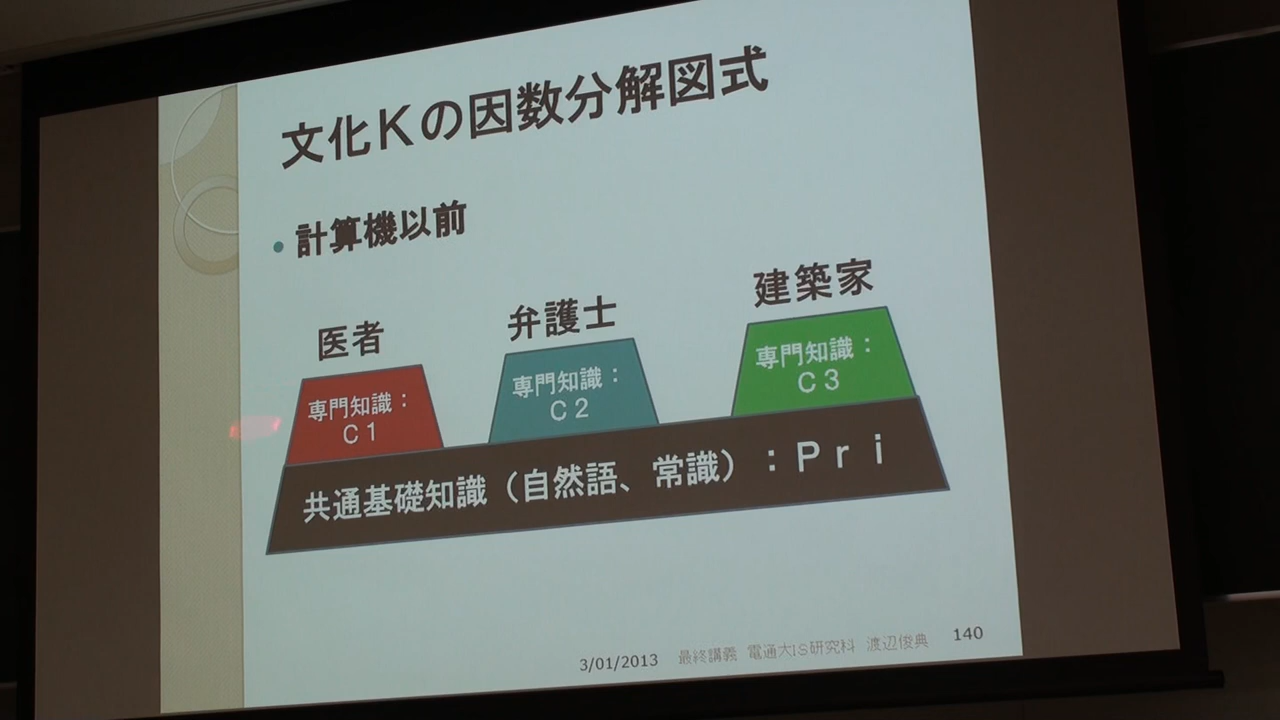 文化Kの因数分解図式
• 計算機以前
医者
弁護士
建築家
専門知識：
C1
専門知識：
C2
専門知識：
C3
共通基礎知識（自然語、常識）：Pri
3/01/2013 最終講義 電通大IS研究科 渡辺俊典 140